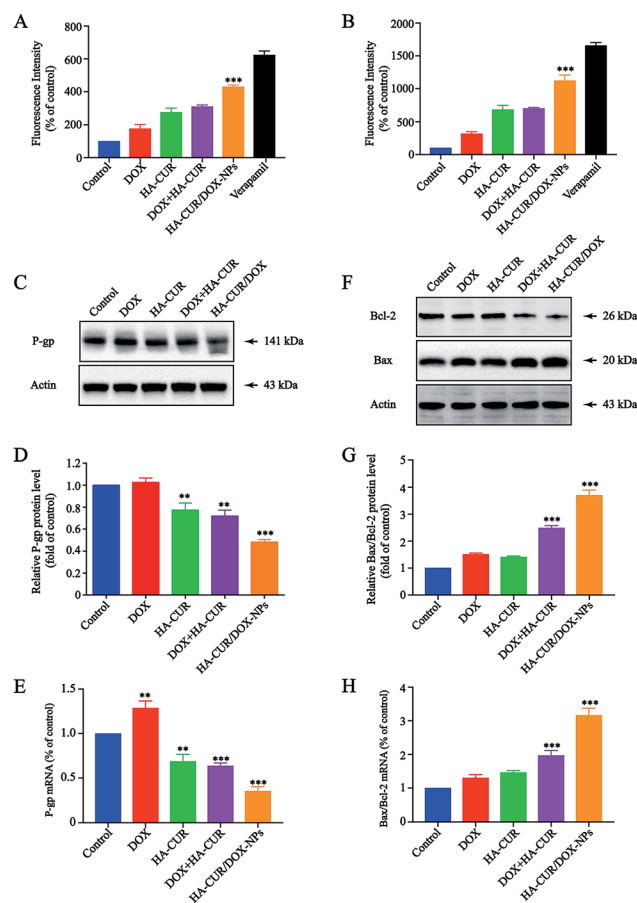 A
Fluorescence Intensity
(% of control)
800
600
400
200
0
***
Control
DOX
HA-CUR
DOX+HA-CUR
HA-CUR/DOX-NPs
Verapamil
B
Fluorescence Intensity
(% of control)
2000
1500
1000
500
0
***
Control
DOX
HA-CUR
DOX+HA-CUR
HA-CUR/DOX-NPs
Verapamil
C
Control
DOX
HA-CUR
DOX+HA-CUR
HA-CUR/DOX
P-gp
141 kDa
Actin
43 kDa
F
Control
DOX
HA-CUR
DOX+HA-CUR
HA-CUR/DOX
Bcl-2
26 kDa
Bax
20 kDa
Actin
43 kDa
D
Relative P-gp protein level
(fold of control)
1.2
1.0
0.8
0.6
0.4
0.2
0
**
**
***
Control
DOX
HA-CUR
DOX+HA-CUR
HA-CUR/DOX-NPs
G
Relative Bax/Bcl-2 protein level
(fold of control)
5
4
3
2
1
0
***
***
Control
DOX
HA-CUR
DOX+HA-CUR
HA-CUR/DOX-NPs
E
P-gp mRNA (% of control)
1.5
1.0
0.5
0
**
**
***
***
Control
DOX
HA-CUR
DOX+HA-CUR
HA-CUR/DOX-NPs
H
Bax/Bcl-2 mRNA (% of control)
4
3
2
1
0
***
***
Control
DOX
HA-CUR
DOX+HA-CUR
HA-CUR/DOX-NPs